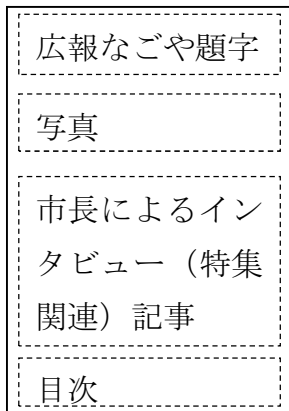 広報なごや題字
写真
市長によるイン
タビュー（特集
関連）記事
目次